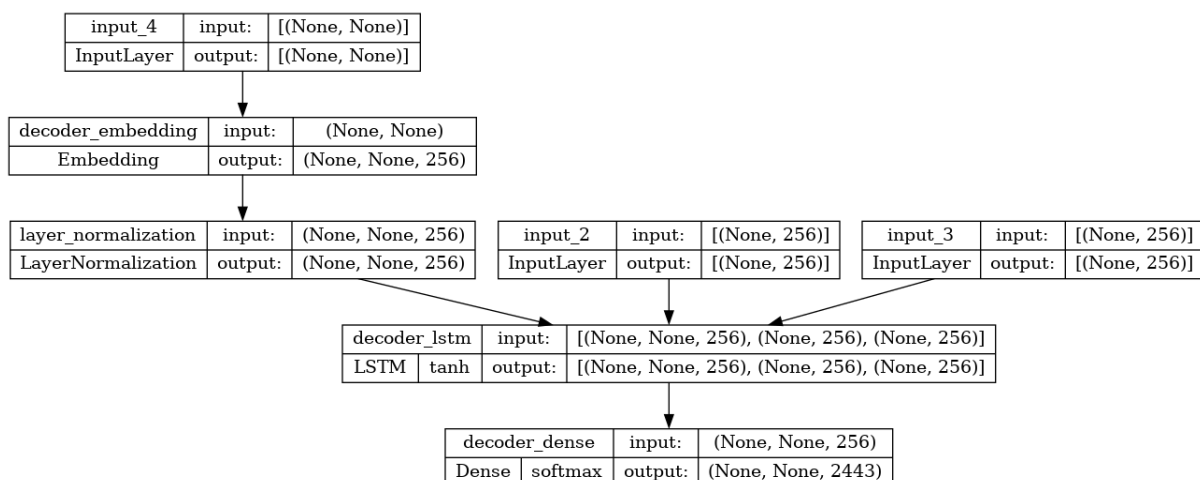 input_4 input: [(None, None)]
InputLayer output: [(None, None)]
decoder_embedding input: (None, None)
Embedding output: (None, None, 256)
layer_normalization input: (None, None, 256)
LayerNormalization output: (None, None, 256)
input_2 input: [(None, 256)]
InputLayer output: [(None, 256)]
input_3 input: [(None, 256)]
InputLayer output: [(None, 256)]
decoder_lstm input: [(None, None, 256), (None, 256), (None, 256)]
LSTM tanh output: [(None, None, 256), (None, 256), (None, 256)]
decoder_dense input: (None, None, 256)
Dense softmax output: (None, None, 2443)